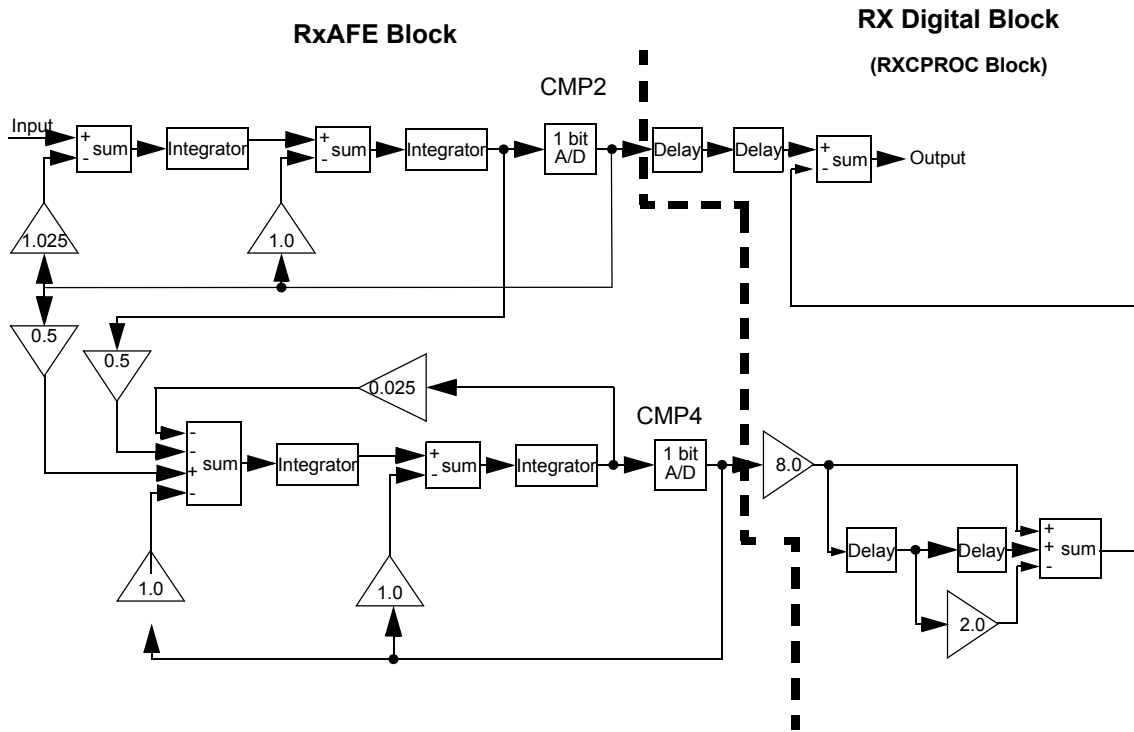 RxAFE Block
RX Digital Block
(RXCPROC Block)
CMP2
Input
+
-
sum
Integrator
+
-
sum
Integrator
1 bit
A/D
Delay
Delay
+
-
sum
Output
1.025
1.0
0.5
0.5
0.025
CMP4
-
-
+
-
sum
Integrator
+
-
sum
Integrator
1 bit
A/D
8.0
Delay
Delay
+
+
-
sum
1.0
1.0
2.0